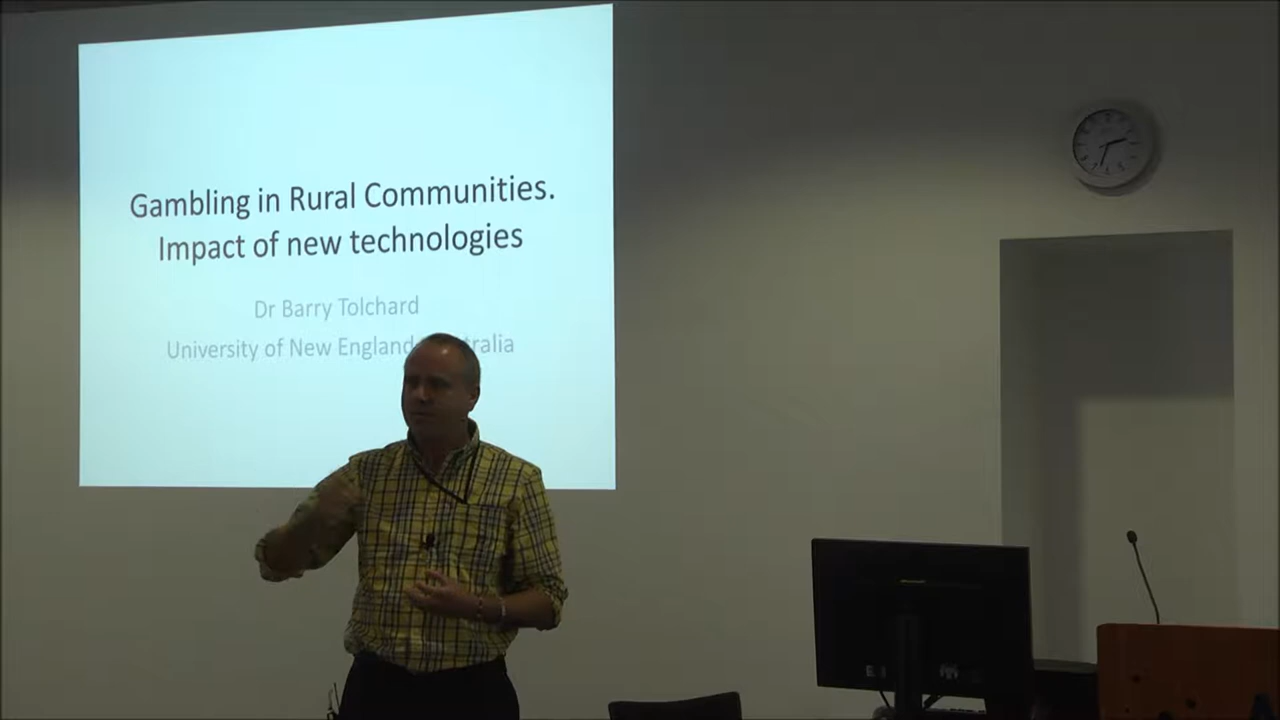 Gambling in Rural Communities.
Impact of new technologies
Dr Barry Tolchard
University of New England